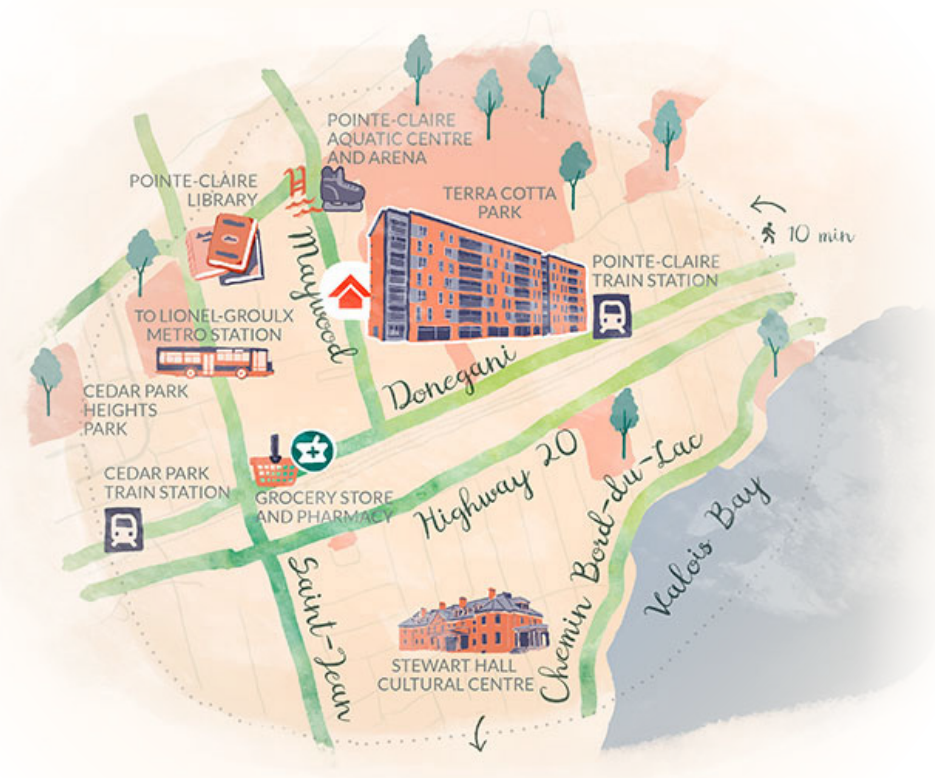 POINTE-CLAIRE
AQUATIC CENTRE
AND ARENA
POINTE-CLAIRE
LIBRARY
TERRA COTTA
PARK
10 min
Maywood
POINTE-CLAIRE
TRAIN STATION
TO LIONEL-GROULX
METRO STATION
Donegani
CEDAR PARK
HEIGHTS
PARK
CEDAR PARK
TRAIN STATION
GROCERY STORE
AND PHARMACY
Highway 20
Chemin Bord-du-Lac
Valois Bay
Saint-Jean
STEWART HALL
CULTURAL CENTRE